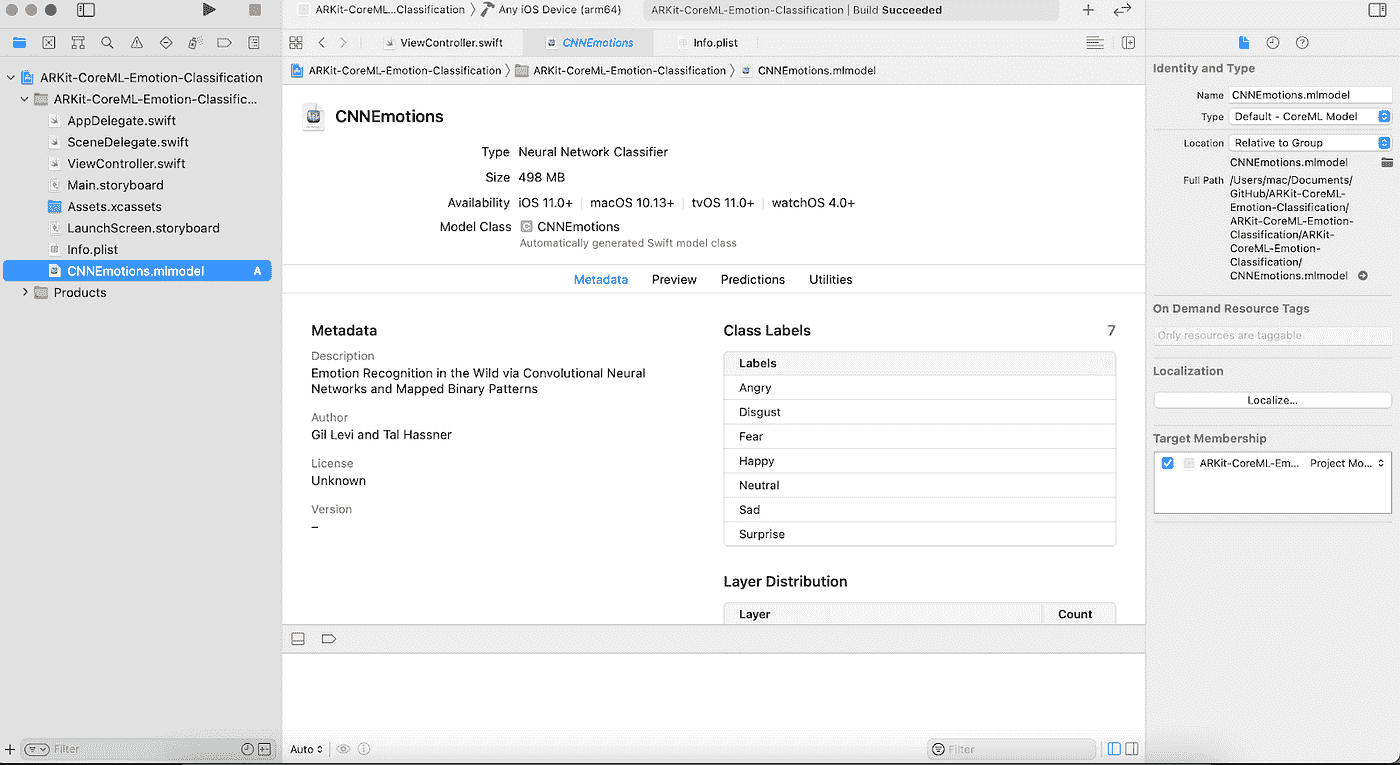 ARKit-CoreML...Classification 〉 Any iOS Device (arm64)
ARKit-CoreML-Emotion-Classification | Build Succeeded
ViewController.swift
CNNEmotions
Info.plist
ARKit-CoreML-Emotion-Classification 〉 ARKit-CoreML-Emotion-Classification 〉 CNNEmotions.mlmodel
ARKit-CoreML-Emotion-Classification
ARKit-CoreML-Emotion-Classific...
AppDelegate.swift
SceneDelegate.swift
ViewController.swift
Main.storyboard
Assets.xcassets
LaunchScreen.storyboard
Info.plist
CNNEmotions.mlmodel A
Products
Filter
CNNEmotions
Type Neural Network Classifier
Size 498 MB
Availability iOS 11.0+ | macOS 10.13+ | tvOS 11.0+ | watchOS 4.0+
Model Class C CNNEmotions
Automatically generated Swift model class
Metadata Preview Predictions Utilities
Metadata
Description
Emotion Recognition in the Wild via Convolutional Neural
Networks and Mapped Binary Patterns
Author
Gil Levi and Tal Hassner
License
Unknown
Version
–
Class Labels 7
Labels
Angry
Disgust
Fear
Happy
Neutral
Sad
Surprise
Layer Distribution
Layer Count
Auto
Filter
Identity and Type
Name CNNEmotions.mlmodel
Type Default - CoreML Model
Location Relative to Group
CNNEmotions.mlmodel
Full Path /Users/mac/Documents/
GitHub/ARKit-CoreML-
Emotion-Classification/
ARKit-CoreML-Emotion-
Classification/ARKit-
CoreML-Emotion-
Classification/
CNNEmotions.mlmodel
On Demand Resource Tags
Only resources are taggable
Localization
Localize...
Target Membership
ARKit-CoreML-Em... Project Mo...